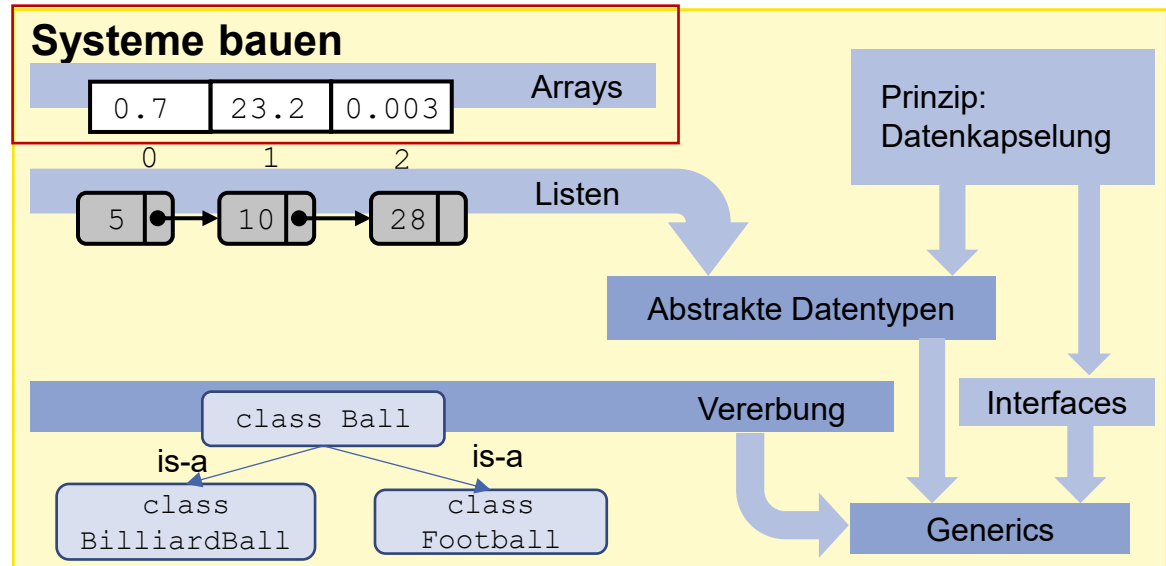 Systeme bauen
Arrays
0.7 23.2 0.003
0 1 2
Listen
5 10 28
Prinzip:
Datenkapselung
Abstrakte Datentypen
Vererbung
Interfaces
class Ball
is-a is-a
class
BilliardBall
class
Football
Generics